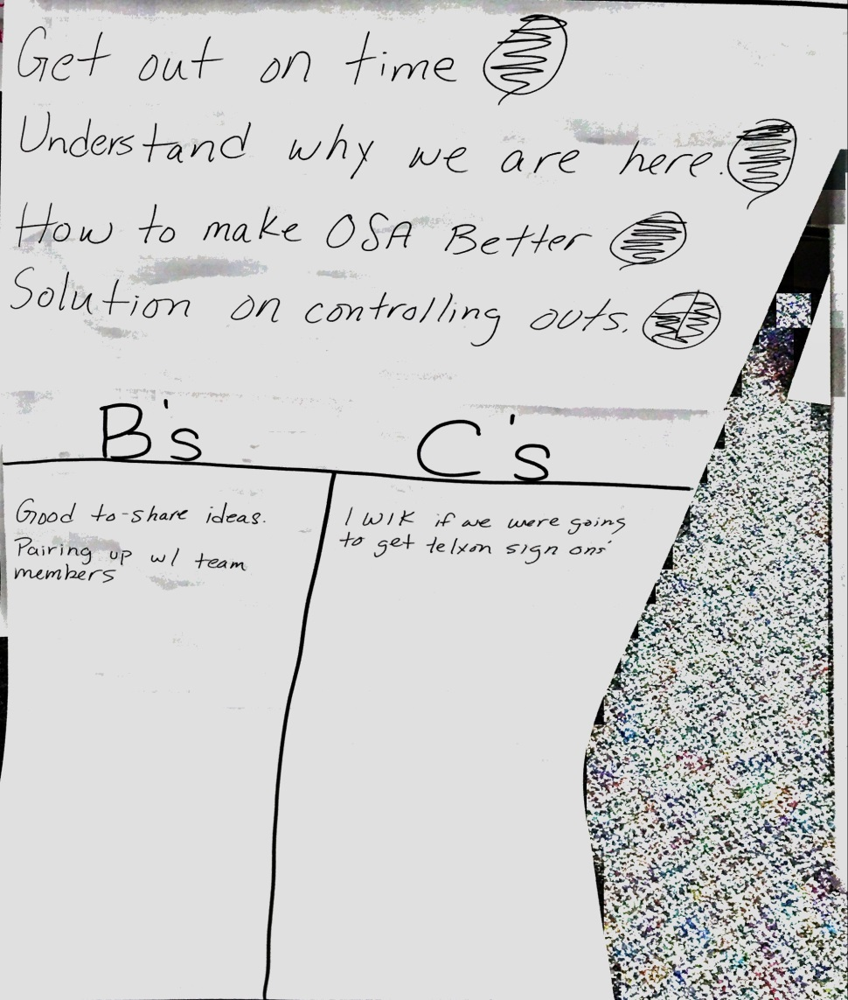 Get out on time
Understand why we are here.
How to make OSA Better
Solution on controlling outs.
B's
C's
Good to-share ideas.
Pairing up w/ team
members
I WIK if we were going
to get telxon sign ons